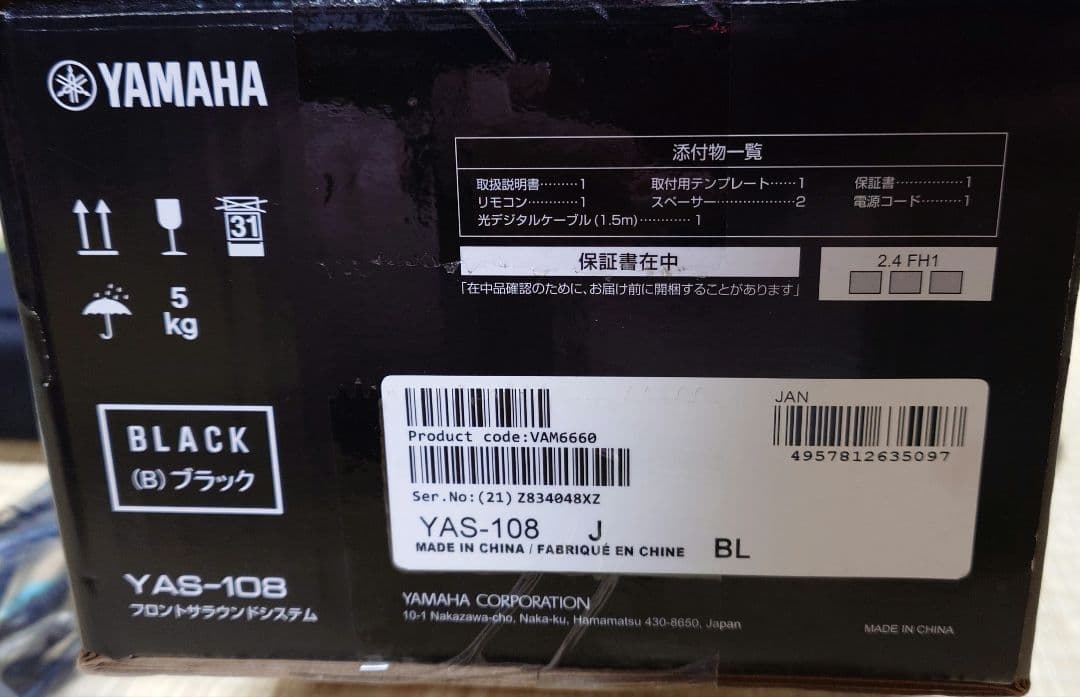 YAMAHA
添付物一覧
取扱説明書………1 取付用テンプレート……1 保証書……………1
リモコン…………1 スペーサー………………2 電源コード………1
光デジタルケーブル(1.5m)…………1
保証書在中
「在中品確認のために、お届け前に開梱することがあります」
2.4 FH1
31
5
kg
BLACK
(B)ブラック
YAS-108
フロントサラウンドシステム
Product code:VAM6660
Ser.No:(21)Z834048XZ
YAS-108 J
MADE IN CHINA / FABRIQUÉ EN CHINE BL
JAN
4957812635097
YAMAHA CORPORATION
10-1 Nakazawa-cho, Naka-ku, Hamamatsu 430-8650, Japan
MADE IN CHINA